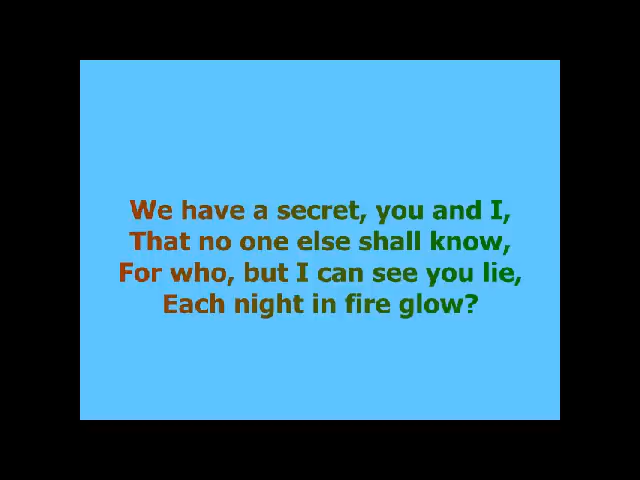 We have a secret, you and I,
That no one else shall know,
For who, but I can see you lie,
Each night in fire glow?